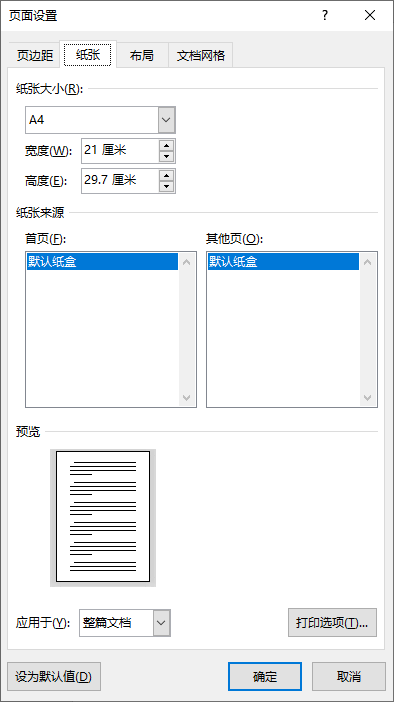 页面设置
页边距 纸张 布局 文档网格
纸张大小(R):
A4
宽度(W): 21 厘米
高度(E): 29.7 厘米
纸张来源
首页(F): 其他页(O):
默认纸盒 默认纸盒
预览
应用于(Y): 整篇文档 打印选项(T)...
设为默认值(D) 确定 取消